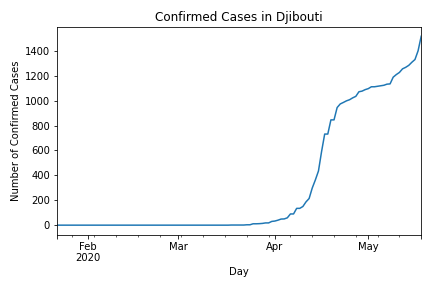 Confirmed Cases in Djibouti
Number of Confirmed Cases
1400
1200
1000
800
600
400
200
0
Feb
2020
Mar
Apr
May
Day